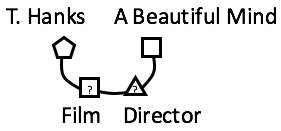 T. Hanks A Beautiful Mind
? ?
Film Director